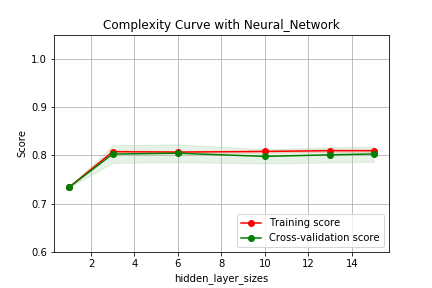 Complexity Curve with Neural_Network
1.0
0.9
0.8
0.7
0.6
Score
2 4 6 8 10 12 14
hidden_layer_sizes
Training score
Cross-validation score